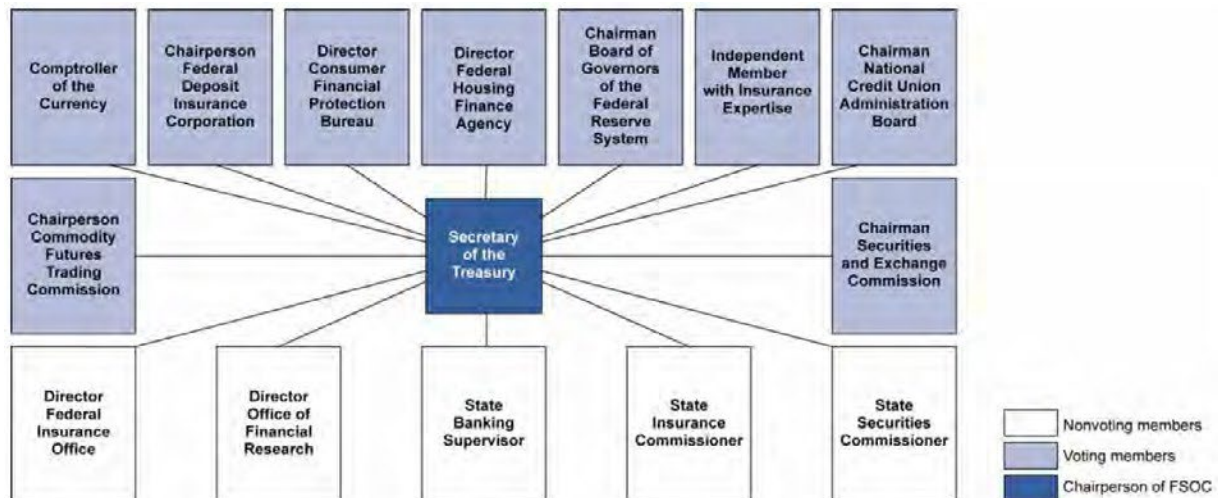 Comptroller
of the
Currency
Chairperson
Federal
Deposit
Insurance
Corporation
Director
Consumer
Financial
Protection
Bureau
Director
Federal
Housing
Finance
Agency
Chairman
Board of
Governors
of the
Federal
Reserve
System
Independent
Member
with Insurance
Expertise
Chairman
National
Credit Union
Administration
Board
Chairperson
Commodity
Futures
Trading
Commission
Secretary
of the
Treasury
Chairman
Securities
and Exchange
Commission
Director
Federal
Insurance
Office
Director
Office of
Financial
Research
State
Banking
Supervisor
State
Insurance
Commissioner
State
Securities
Commissioner
Nonvoting members
Voting members
Chairperson of FSOC